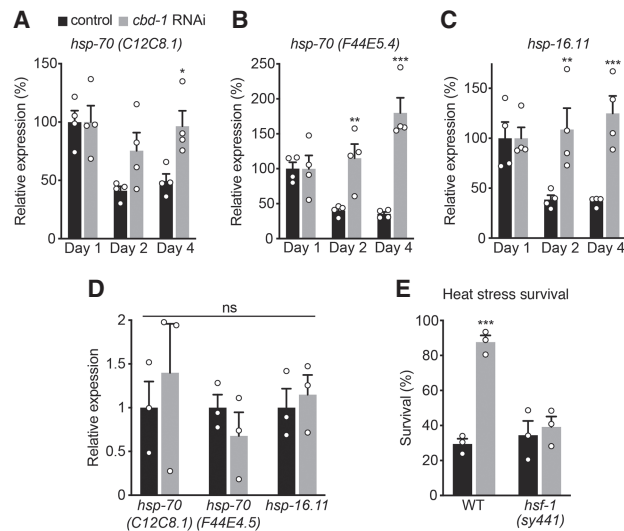 control cbd-1 RNAi
A
hsp-70 (C12C8.1)
Relative expression (%)
150
100
50
0
*
Day 1 Day 2 Day 4
B
hsp-70 (F44E5.4)
Relative expression (%)
250
200
150
100
50
0
**
***
Day 1 Day 2 Day 4
C
hsp-16.11
Relative expression (%)
150
100
50
0
**
***
Day 1 Day 2 Day 4
D
ns
Relative expession
2
1.5
1
0.5
0
hsp-70 hsp-70 hsp-16.11
(C12C8.1) (F44E4.5)
E
Heat stress survival
Survival (%)
100
80
60
40
20
0
***
WT hsf-1
(sy441)